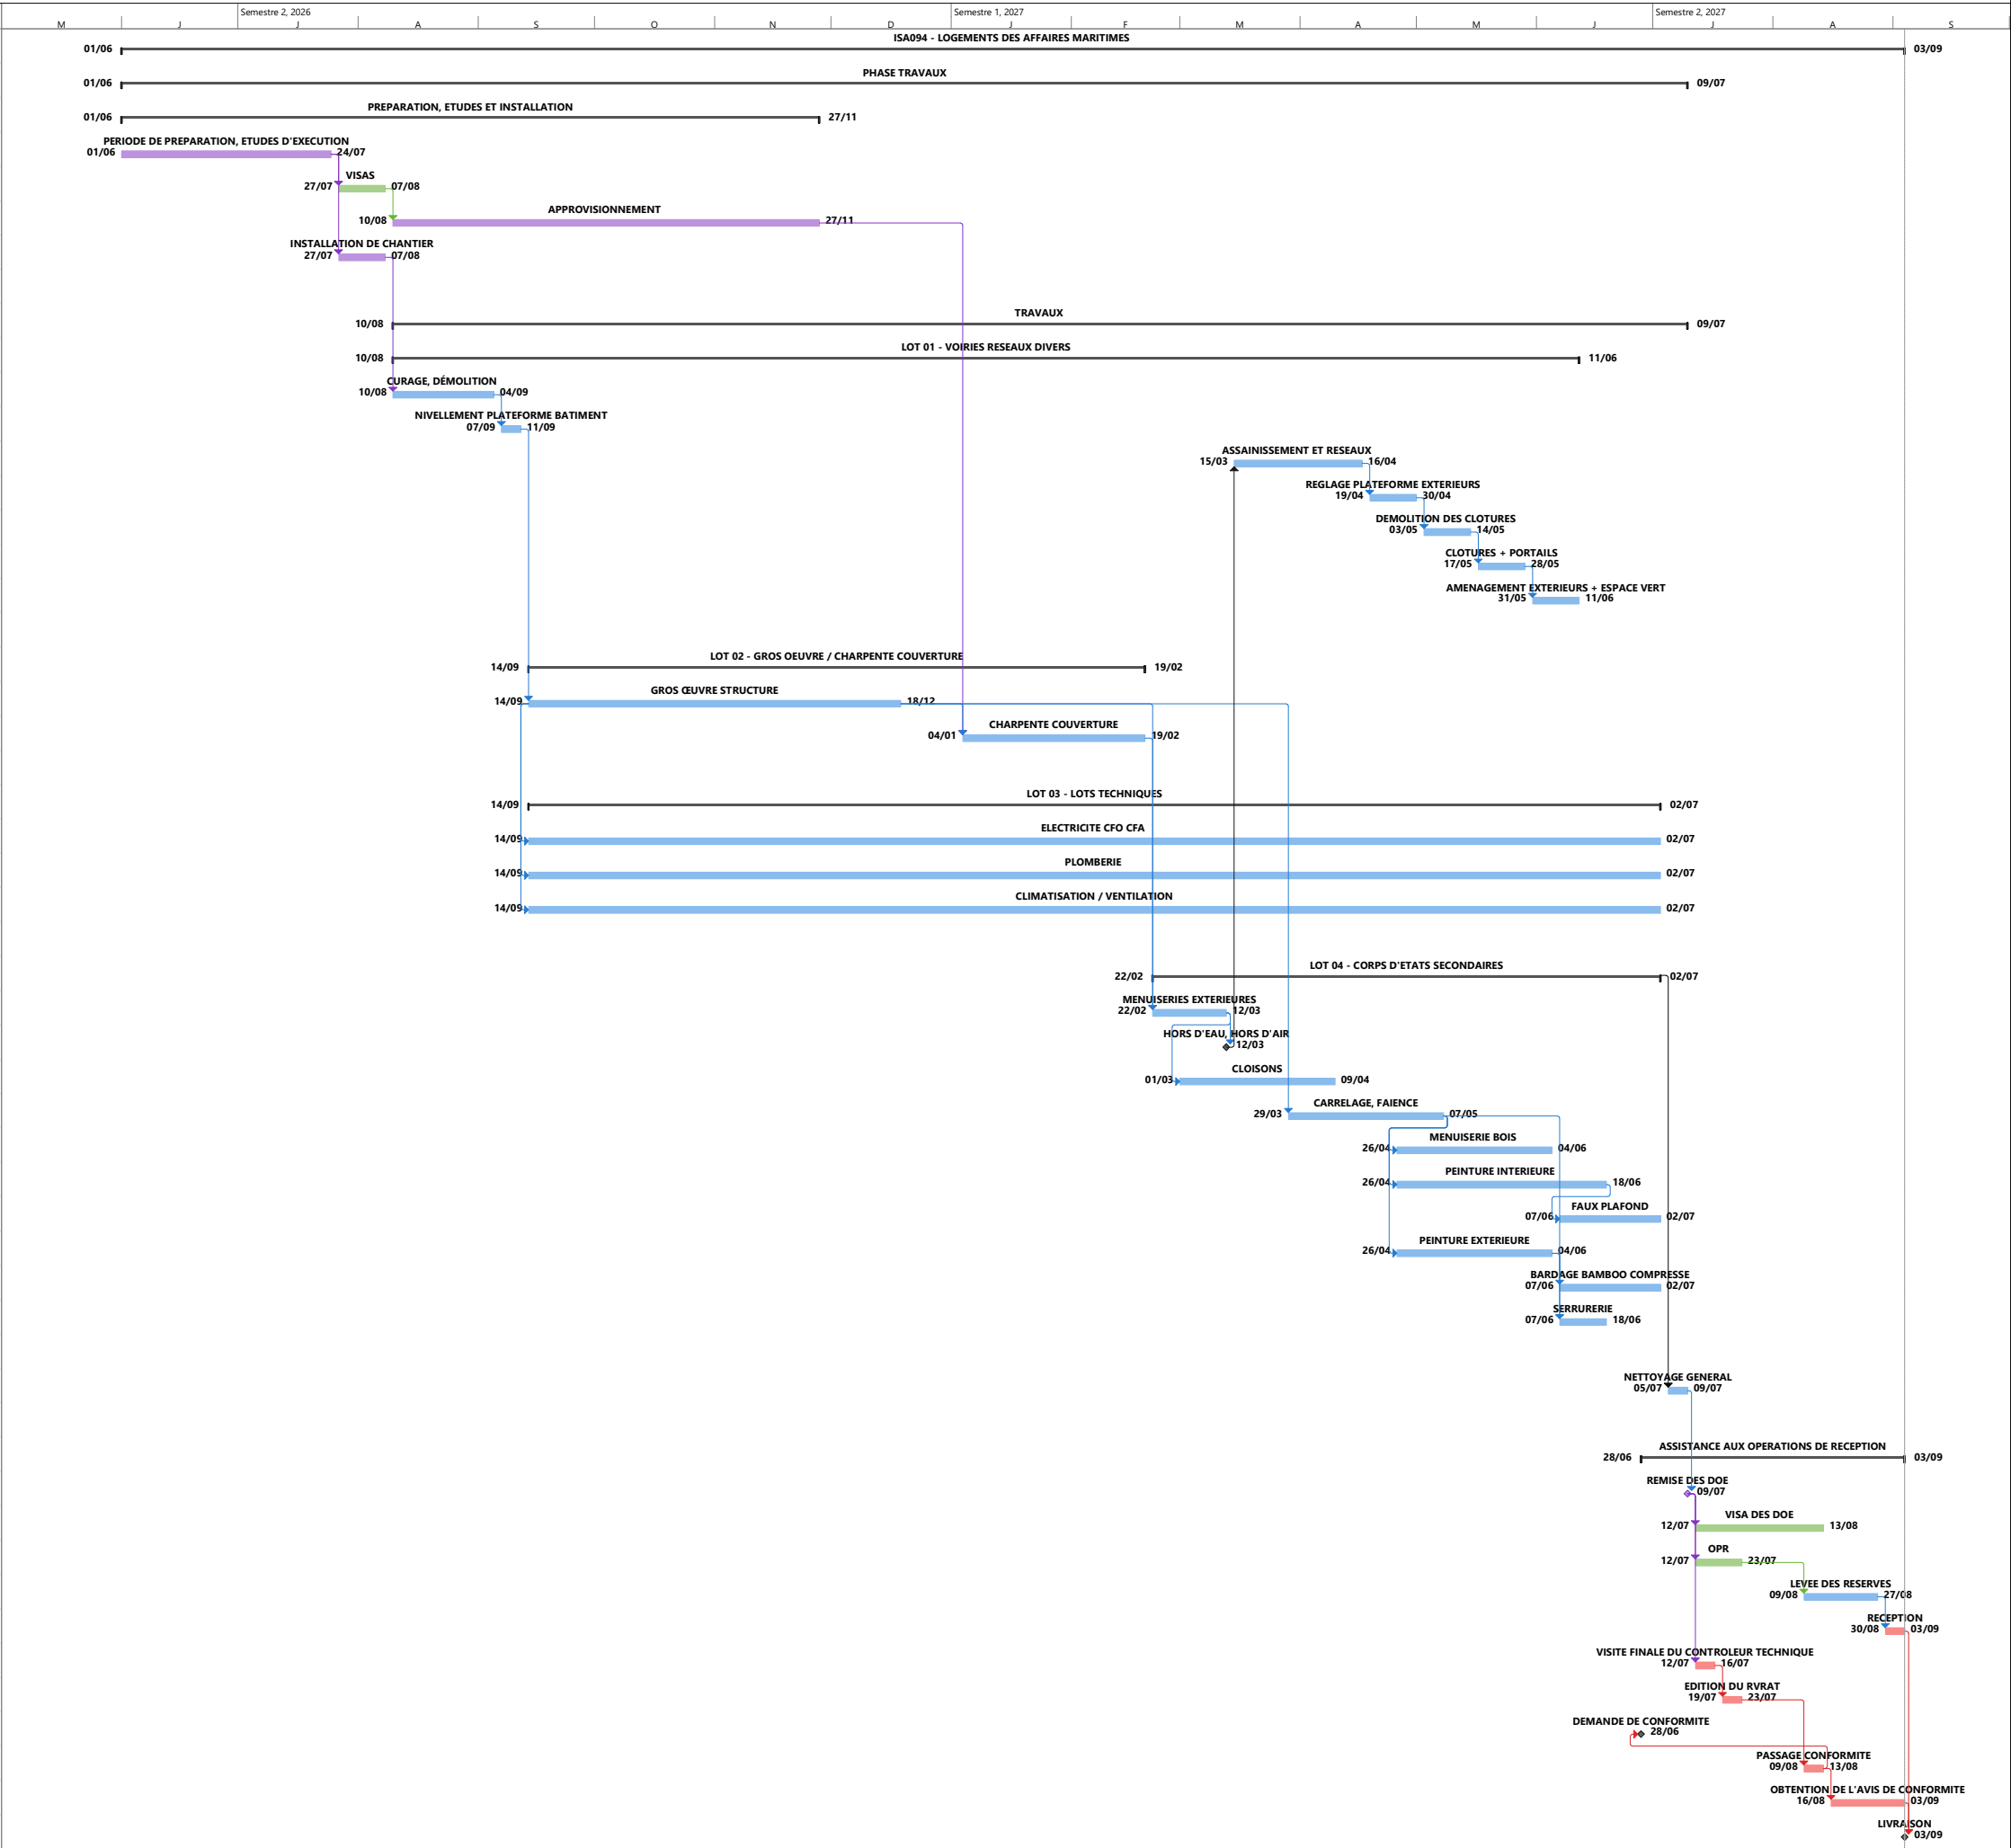 Semestre 2, 2026 Semestre 1, 2027 Semestre 2, 2027
M J J A S O N D J F M A M J J A S
ISA094 - LOGEMENTS DES AFFAIRES MARITIMES
01/06 03/09
PHASE TRAVAUX
01/06 09/07
PREPARATION, ETUDES ET INSTALLATION
01/06 27/11
PERIODE DE PREPARATION, ETUDES D'EXECUTION
01/06 24/07
VISAS
27/07 07/08
APPROVISIONNEMENT
10/08 27/11
INSTALLATION DE CHANTIER
27/07 07/08
TRAVAUX
10/08 09/07
LOT 01 - VOIRIES RESEAUX DIVERS
10/08 11/06
CURAGE, DÉMOLITION
10/08 04/09
NIVELLEMENT PLATEFORME BATIMENT
07/09 11/09
ASSAINISSEMENT ET RESEAUX
15/03 16/04
REGLAGE PLATEFORME EXTERIEURS
19/04 30/04
DEMOLITION DES CLOTURES
03/05 14/05
CLOTURES + PORTAILS
17/05 28/05
AMENAGEMENT EXTERIEURS + ESPACE VERT
31/05 11/06
LOT 02 - GROS OEUVRE / CHARPENTE COUVERTURE
14/09 19/02
GROS ŒUVRE STRUCTURE
14/09 18/12
CHARPENTE COUVERTURE
04/01 19/02
LOT 03 - LOTS TECHNIQUES
14/09 02/07
ELECTRICITE CFO CFA
14/09 02/07
PLOMBERIE
14/09 02/07
CLIMATISATION / VENTILATION
14/09 02/07
LOT 04 - CORPS D'ETATS SECONDAIRES
22/02 02/07
MENUISERIES EXTERIEURES
22/02 12/03
HORS D'EAU, HORS D'AIR
12/03
CLOISONS
01/03 09/04
CARRELAGE, FAIENCE
29/03 07/05
MENUISERIE BOIS
26/04 04/06
PEINTURE INTERIEURE
26/04 18/06
FAUX PLAFOND
07/06 02/07
PEINTURE EXTERIEURE
26/04 04/06
BARDAGE BAMBOO COMPRESSE
07/06 02/07
SERRURERIE
07/06 18/06
NETTOYAGE GENERAL
05/07 09/07
ASSISTANCE AUX OPERATIONS DE RECEPTION
28/06 03/09
REMISE DES DOE
09/07
VISA DES DOE
12/07 13/08
OPR
12/07 23/07
LEVEE DES RESERVES
09/08 27/08
RECEPTION
30/08 03/09
VISITE FINALE DU CONTROLEUR TECHNIQUE
12/07 16/07
EDITION DU RVRAT
19/07 23/07
DEMANDE DE CONFORMITE
28/06
PASSAGE CONFORMITE
09/08 13/08
OBTENTION DE L'AVIS DE CONFORMITE
16/08 03/09
LIVRAISON
03/09